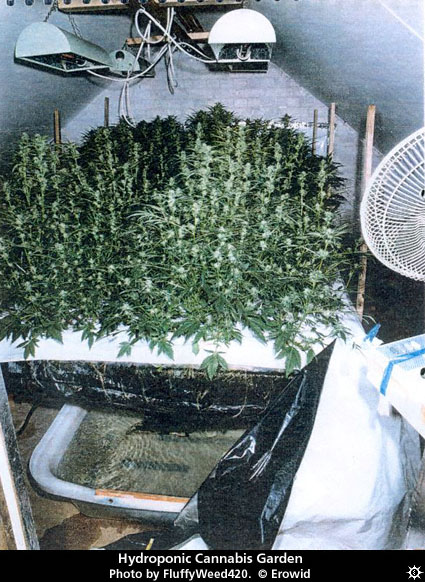 Hydroponic Cannabis Garden
Photo by FluffyWeed420. © Erowid